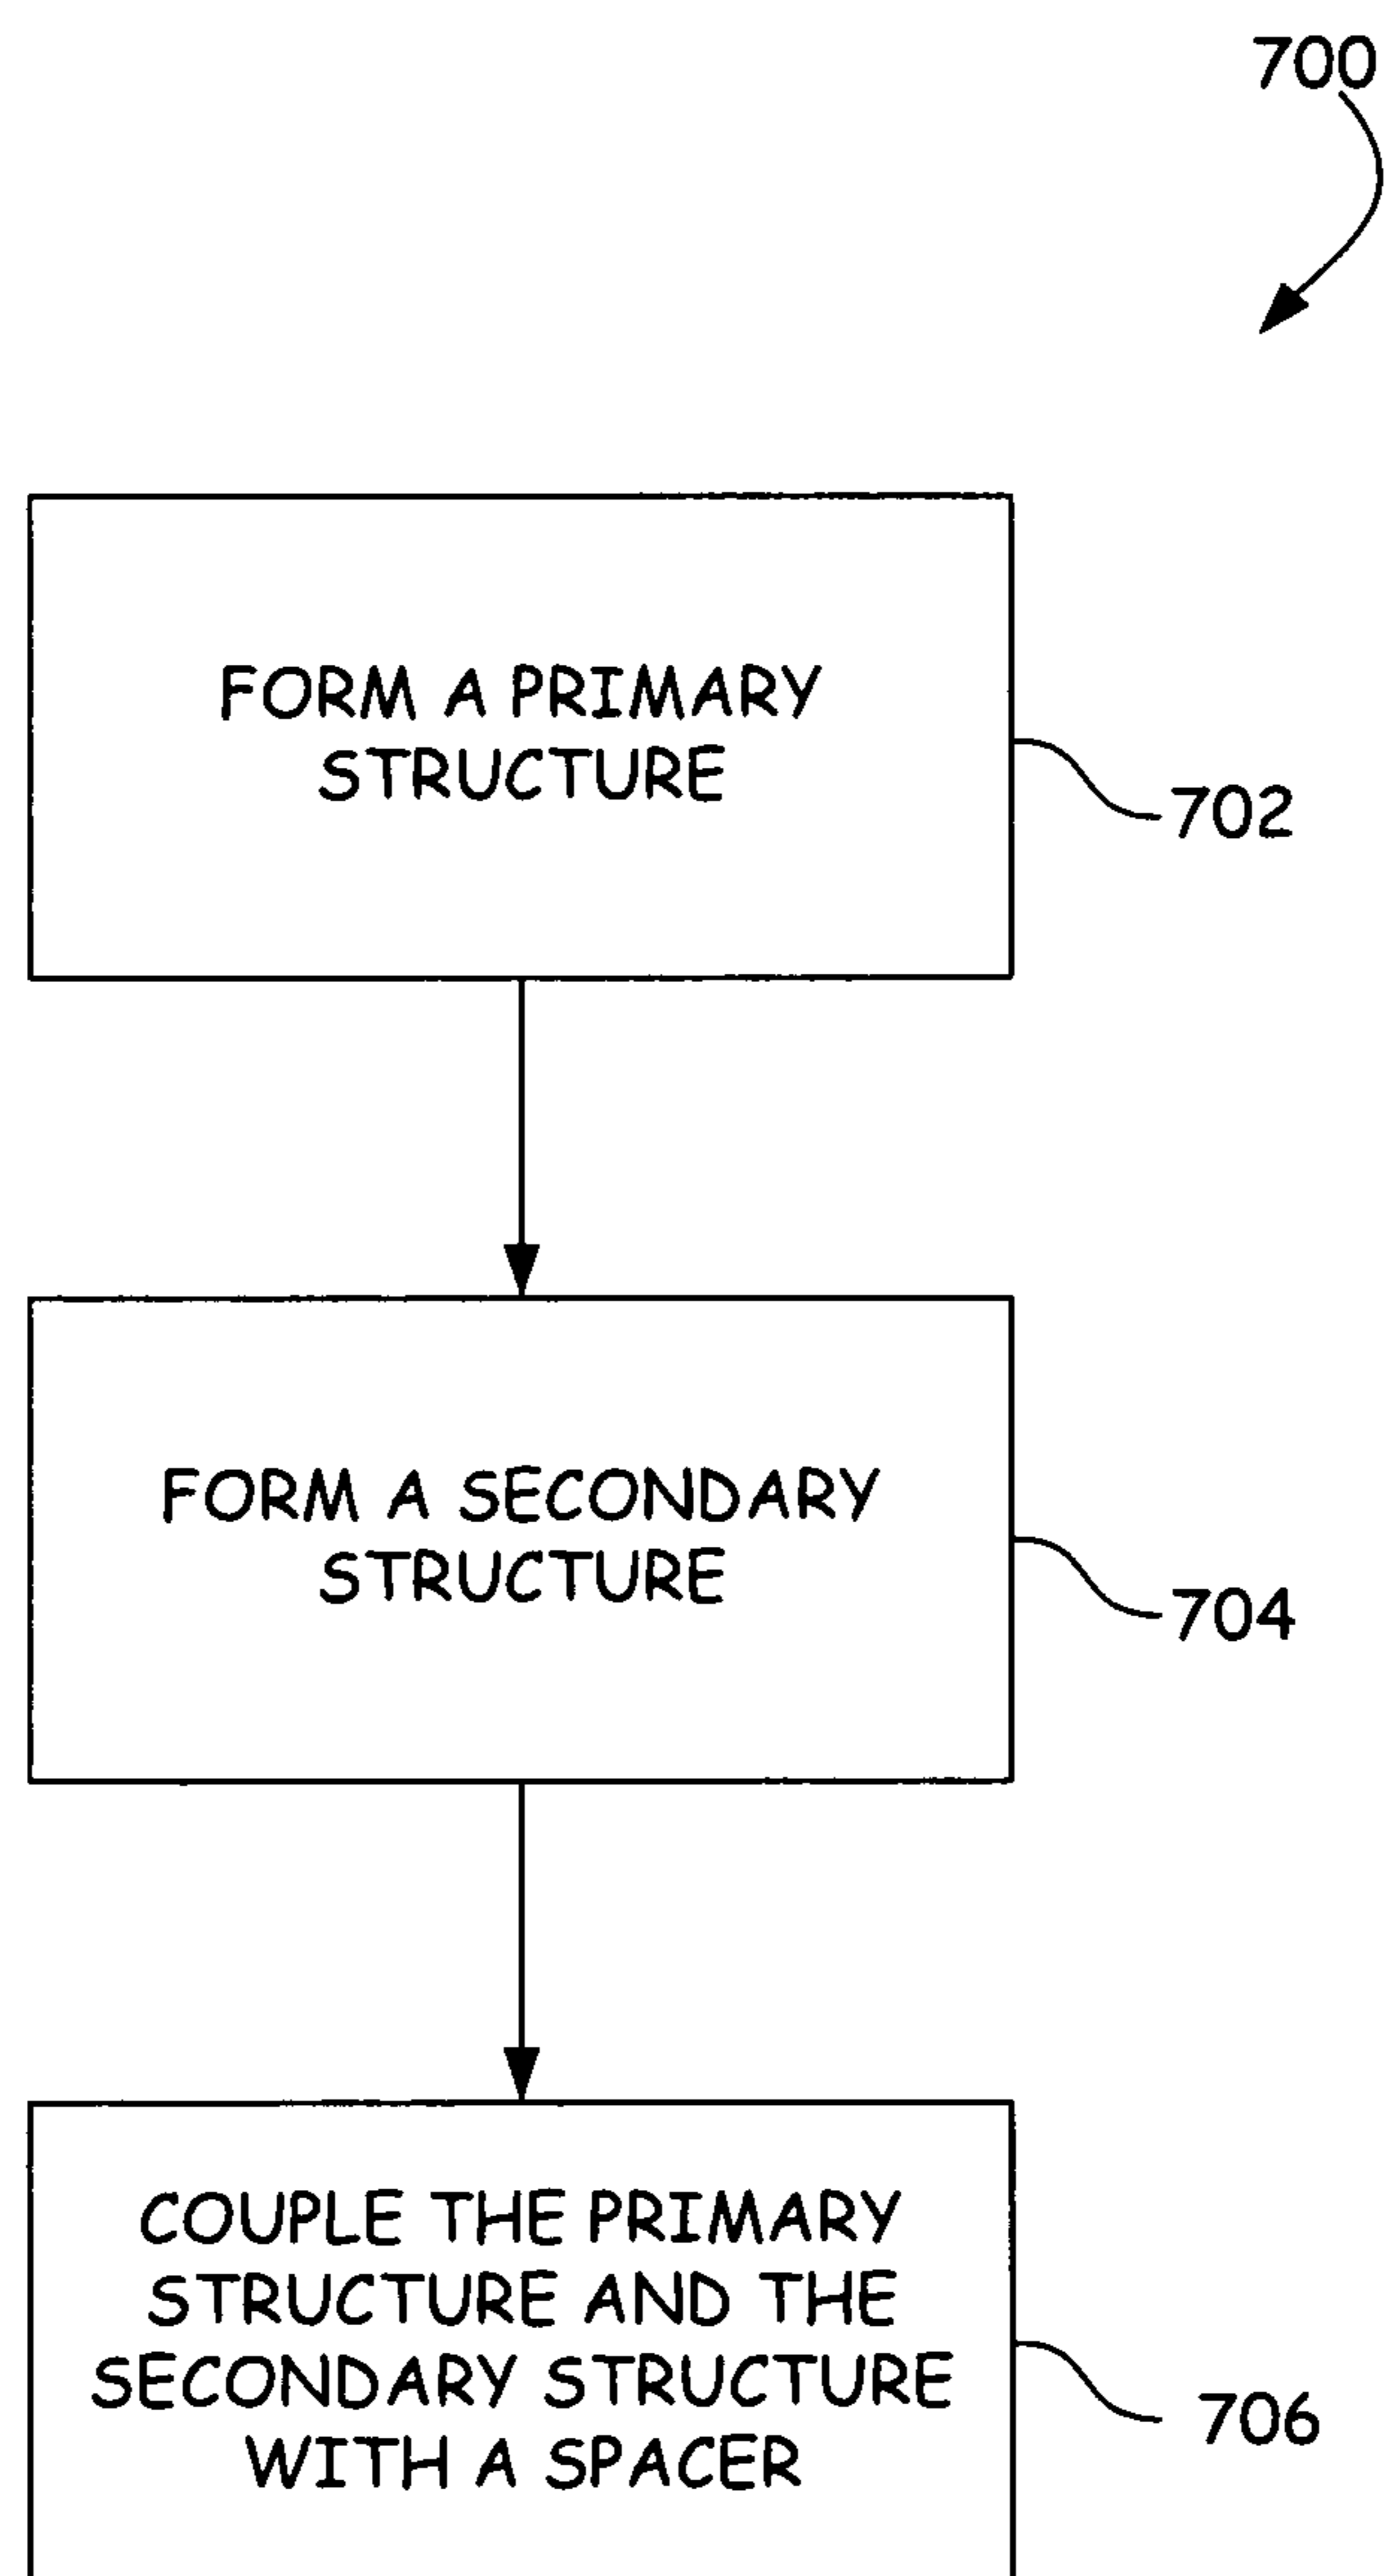 700
FORM A PRIMARY
STRUCTURE
702
FORM A SECONDARY
STRUCTURE
704
COUPLE THE PRIMARY
STRUCTURE AND THE
SECONDARY STRUCTURE
WITH A SPACER
706